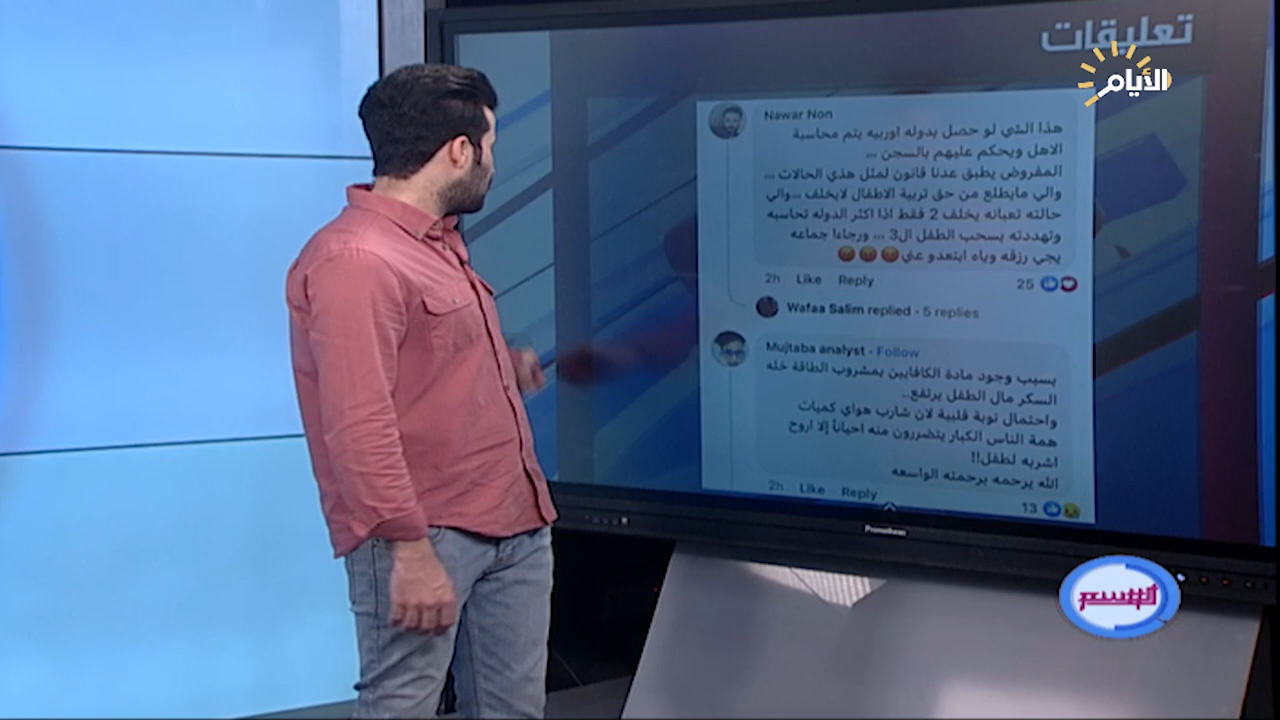 تعليقات
الأيام
Nawar Non
هذا الشي لو حصل بدوله اوربيه يتم محاسبة
الاهل ويحكم عليهم بالسجن ...
المفروض يطبق عدنا قانون لمثل هذي الحالات ...
والي مايطلع من حق تربية الاطفال لايخلف ...والي
حالته تعبانه يخلف 2 فقط اذا اكثر الدوله تحاسبه
وتهددته بسحب الطفل ال3 ... ورجاءا جماعه
يجي رزقه وياه ابتعدو عني 😡😡😡
2h Like Reply 25
Wafaa Salim replied · 5 replies
Mujtaba analyst · Follow
بسبب وجود مادة الكافايين بمشروب الطاقة خله
السكر مال الطفل يرتفع..
واحتمال نوبة قلبية لان شارب هواي كميات
همة الناس الكبار يتضررون منه احياناً إلا اروح
اشربه لطفل!!
الله يرحمه برحمته الواسعه
2h Like Reply 13
Promethean